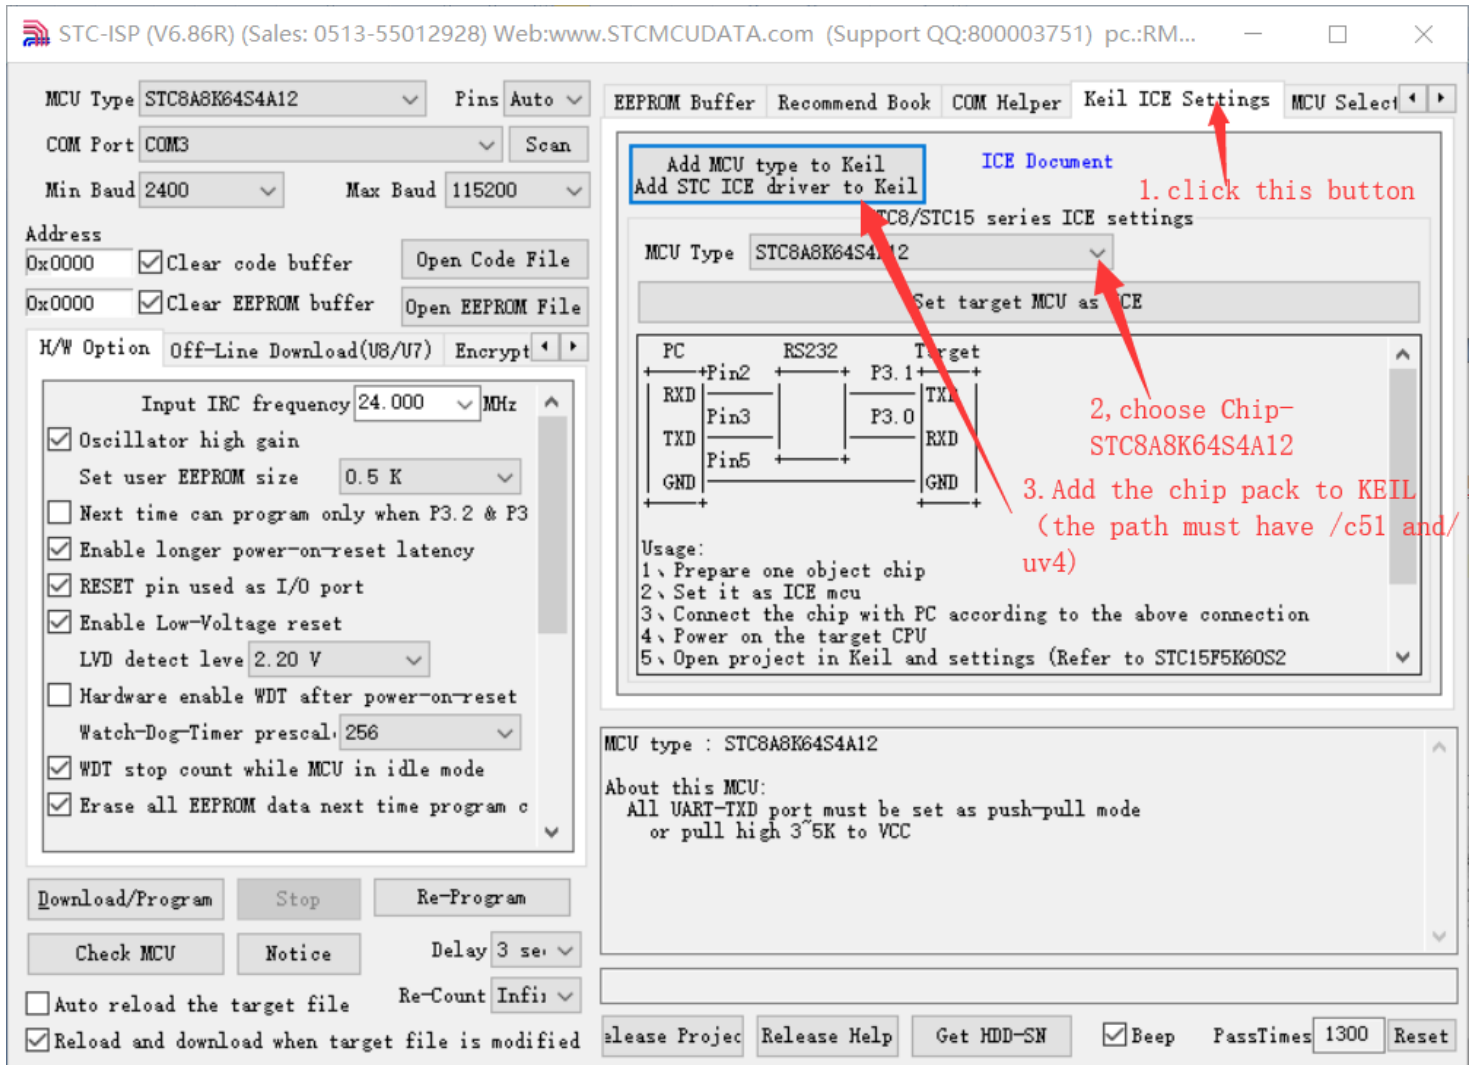 STC-ISP (V6.86R) (Sales: 0513-55012928) Web:www.STCMCUDATA.com (Support QQ:800003751) pc.:RM...
MCU Type STC8A8K64S4A12 Pins Auto
COM Port COM3 Scan
Min Baud 2400 Max Baud 115200
Address
0x0000 Clear code buffer Open Code File
0x0000 Clear EEPROM buffer Open EEPROM File
H/W Option Off-Line Download(U8/U7) Encrypt
Input IRC frequency 24.000 MHz
Oscillator high gain
Set user EEPROM size 0.5 K
Next time can program only when P3.2 & P3
Enable longer power-on-reset latency
RESET pin used as I/O port
Enable Low-Voltage reset
LVD detect leve 2.20 V
Hardware enable WDT after power-on-reset
Watch-Dog-Timer prescal 256
WDT stop count while MCU in idle mode
Erase all EEPROM data next time program c
Download/Program Stop Re-Program
Check MCU Notice Delay 3 se
Auto reload the target file Re-Count Infi
Reload and download when target file is modified
EEPROM Buffer Recommend Book COM Helper Keil ICE Settings MCU Select
Add MCU type to Keil
Add STC ICE driver to Keil
ICE Document
1.click this button
STC8/STC15 series ICE settings
MCU Type STC8A8K64S4A12
Set target MCU as ICE
PC RS232 Target
Pin2 P3.1
RXD TXD
Pin3 P3.0
TXD RXD
Pin5
GND GND
2,choose Chip-
STC8A8K64S4A12
3.Add the chip pack to KEIL
(the path must have /c51 and/
uv4)
Usage:
1、Prepare one object chip
2、Set it as ICE mcu
3、Connect the chip with PC according to the above connection
4、Power on the target CPU
5、Open project in Keil and settings (Refer to STC15F5K60S2
MCU type : STC8A8K64S4A12
About this MCU:
All UART-TXD port must be set as push-pull mode
or pull high 3~5K to VCC
elease Projec Release Help Get HDD-SN Beep PassTimes 1300 Reset